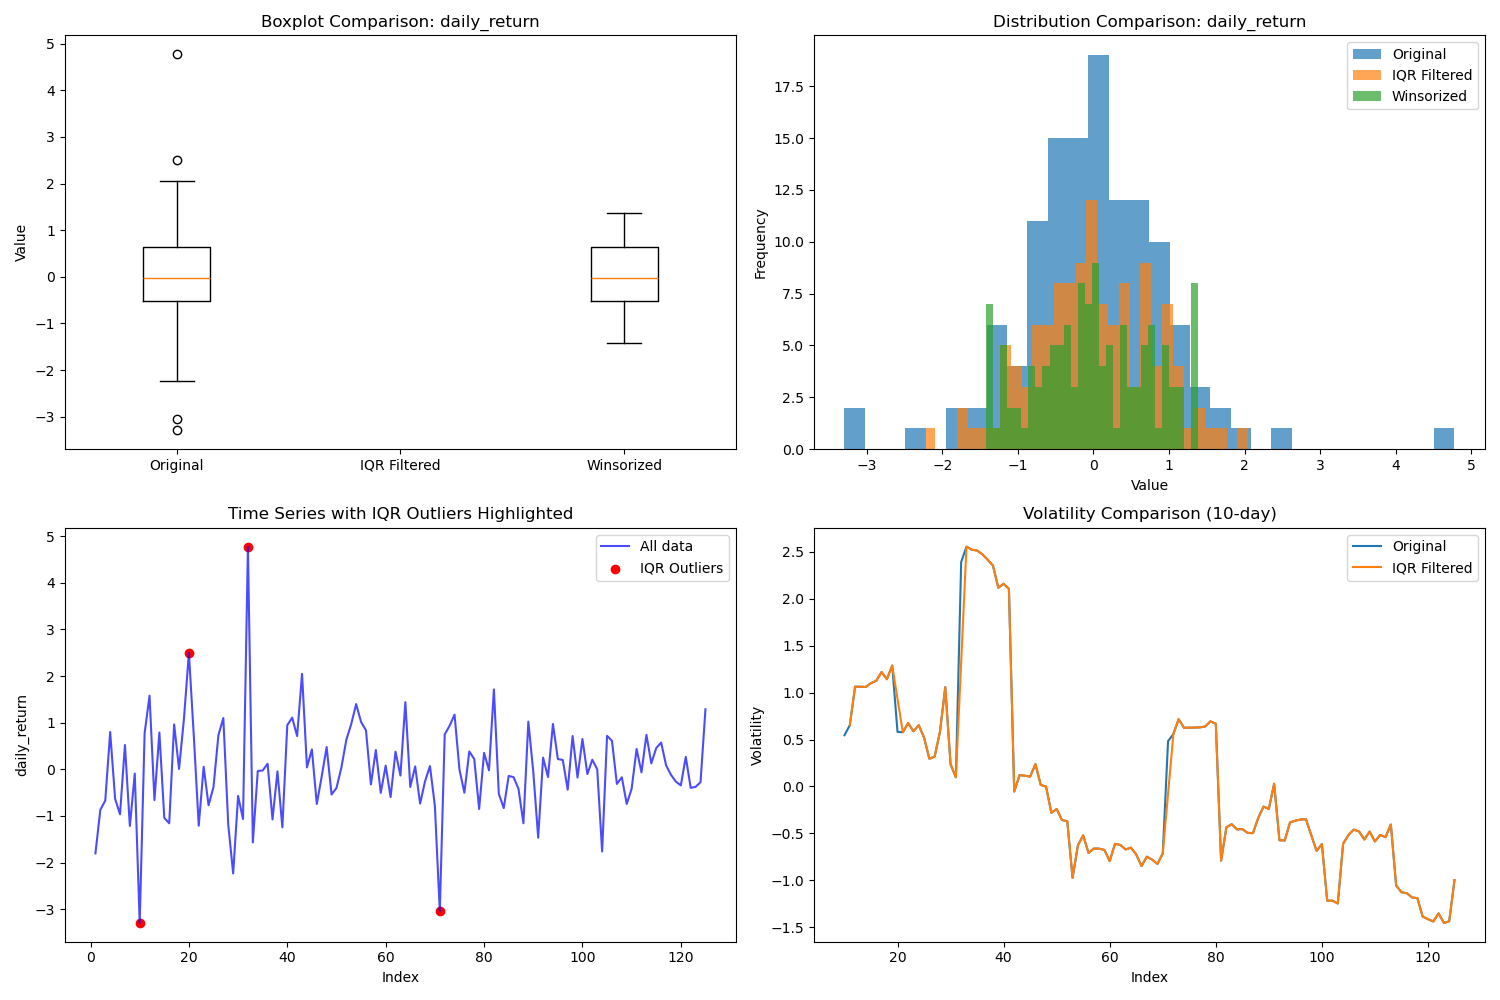 Boxplot Comparison: daily_return
Value
5
4
3
2
1
0
−1
−2
−3
Original
IQR Filtered
Winsorized
Distribution Comparison: daily_return
Frequency
17.5
15.0
12.5
10.0
7.5
5.0
2.5
0.0
Original
IQR Filtered
Winsorized
−3
−2
−1
0
1
2
3
4
5
Value
Time Series with IQR Outliers Highlighted
daily_return
5
4
3
2
1
0
−1
−2
−3
All data
IQR Outliers
0
20
40
60
80
100
120
Index
Volatility Comparison (10-day)
Volatility
2.5
2.0
1.5
1.0
0.5
0.0
−0.5
−1.0
−1.5
Original
IQR Filtered
20
40
60
80
100
120
Index